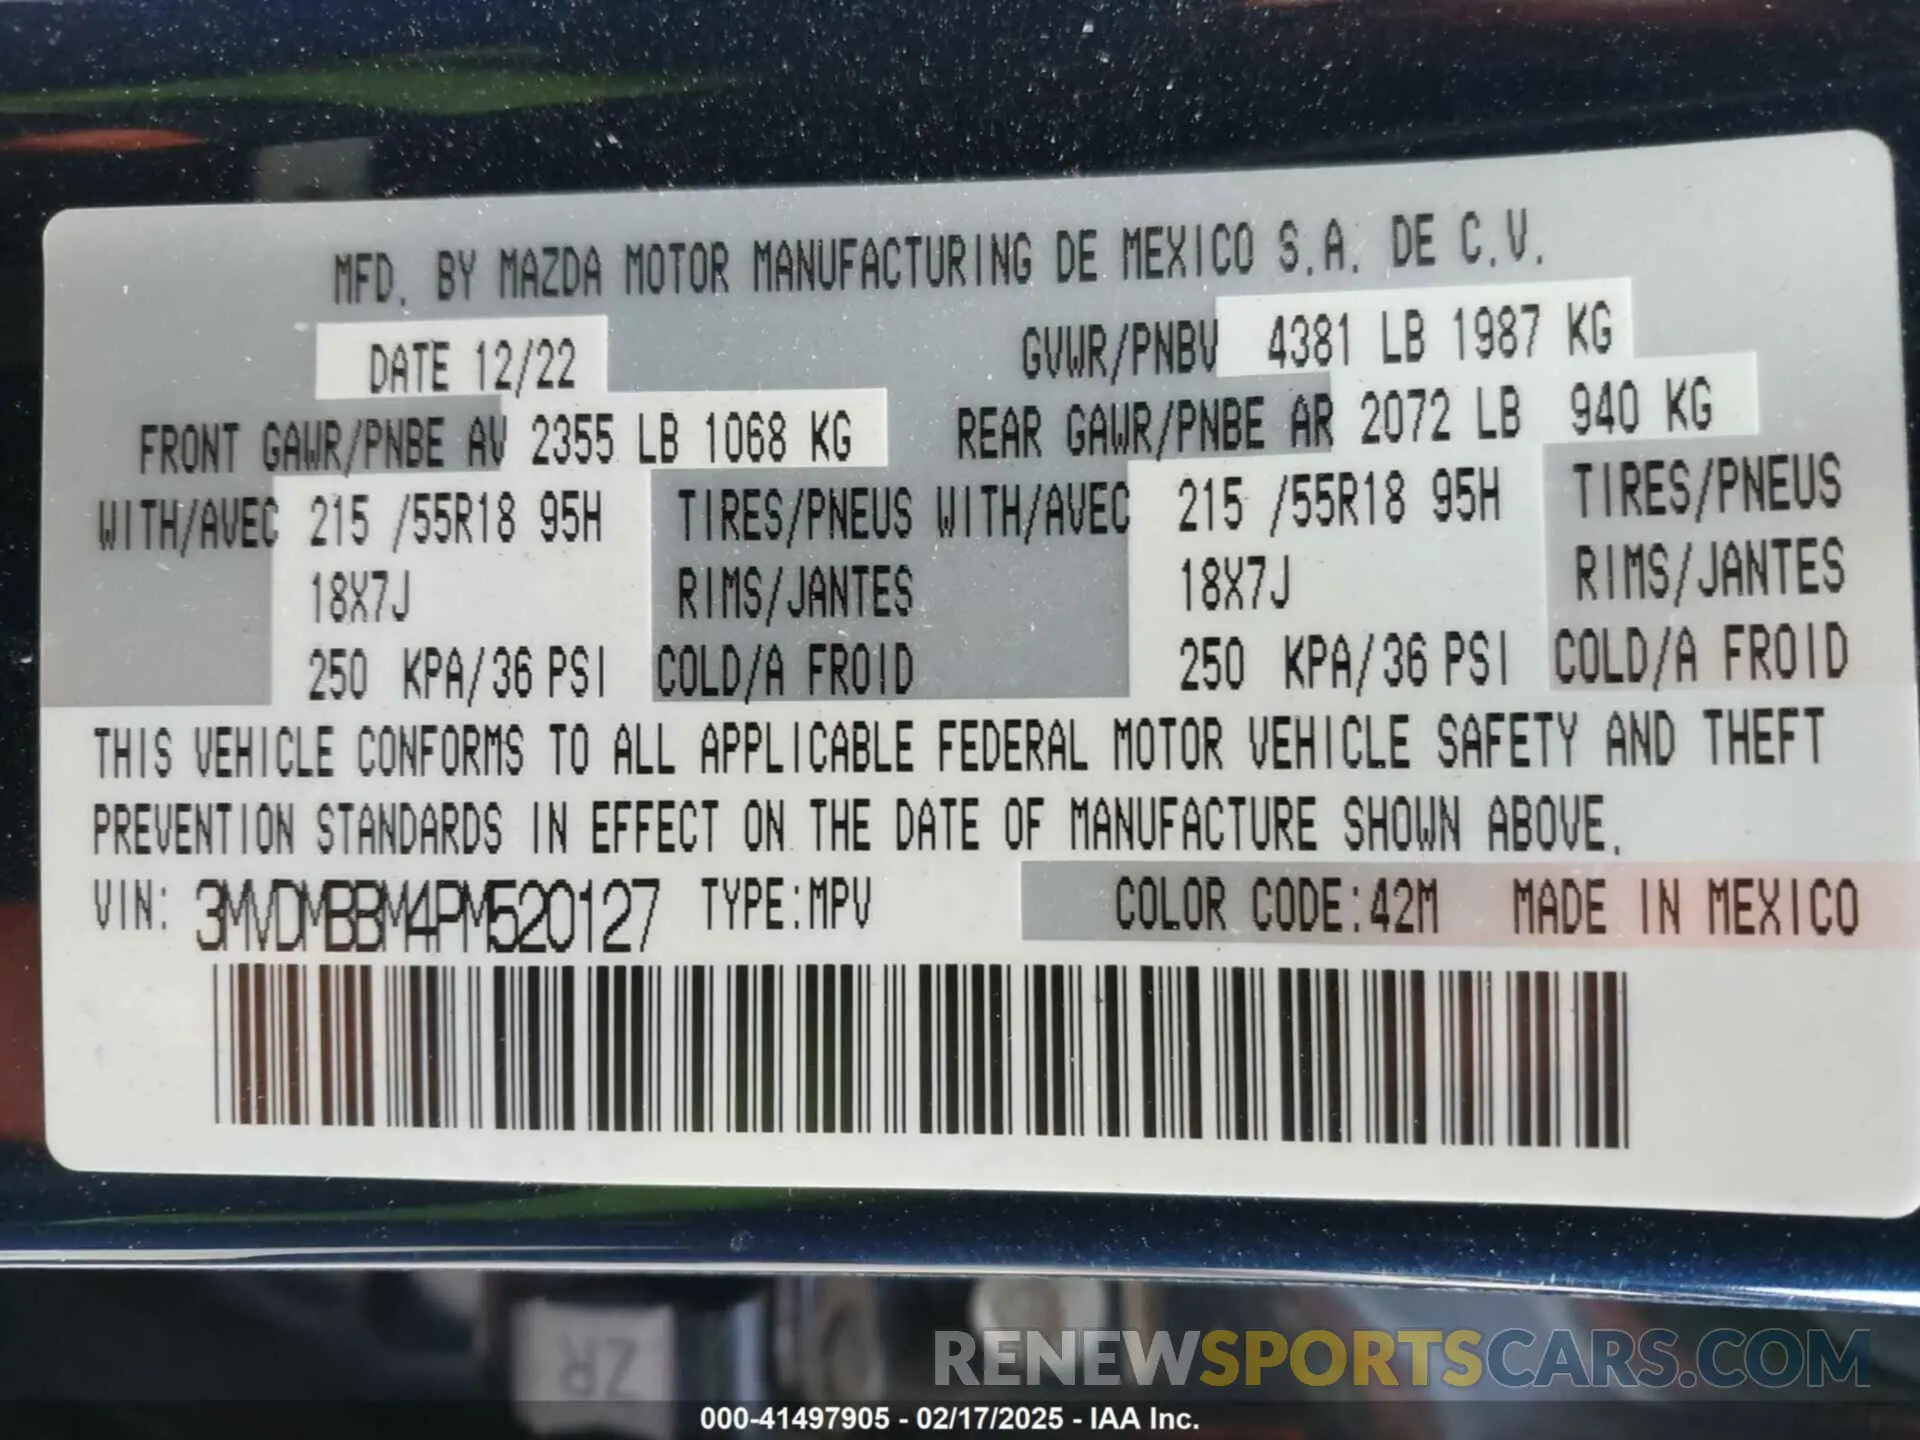 MFD. BY MAZDA MOTOR MANUFACTURING DE MEXICO S.A. DE C.V.
DATE 12/22 GVWR/PNBV 4381 LB 1987 KG
FRONT GAWR/PNBE AV 2355 LB 1068 KG REAR GAWR/PNBE AR 2072 LB 940 KG
WITH/AVEC 215 /55R18 95H TIRES/PNEUS WITH/AVEC 215 /55R18 95H TIRES/PNEUS
18X7J RIMS/JANTES 18X7J RIMS/JANTES
250 KPA/36 PSI COLD/A FROID 250 KPA/36 PSI COLD/A FROID
THIS VEHICLE CONFORMS TO ALL APPLICABLE FEDERAL MOTOR VEHICLE SAFETY AND THEFT
PREVENTION STANDARDS IN EFFECT ON THE DATE OF MANUFACTURE SHOWN ABOVE.
VIN: 3MVDMBBM4PM520127 TYPE:MPV COLOR CODE:42M MADE IN MEXICO
ZR
RENEWSPORTSCARS.COM
000-41497905 - 02/17/2025 - IAA Inc.